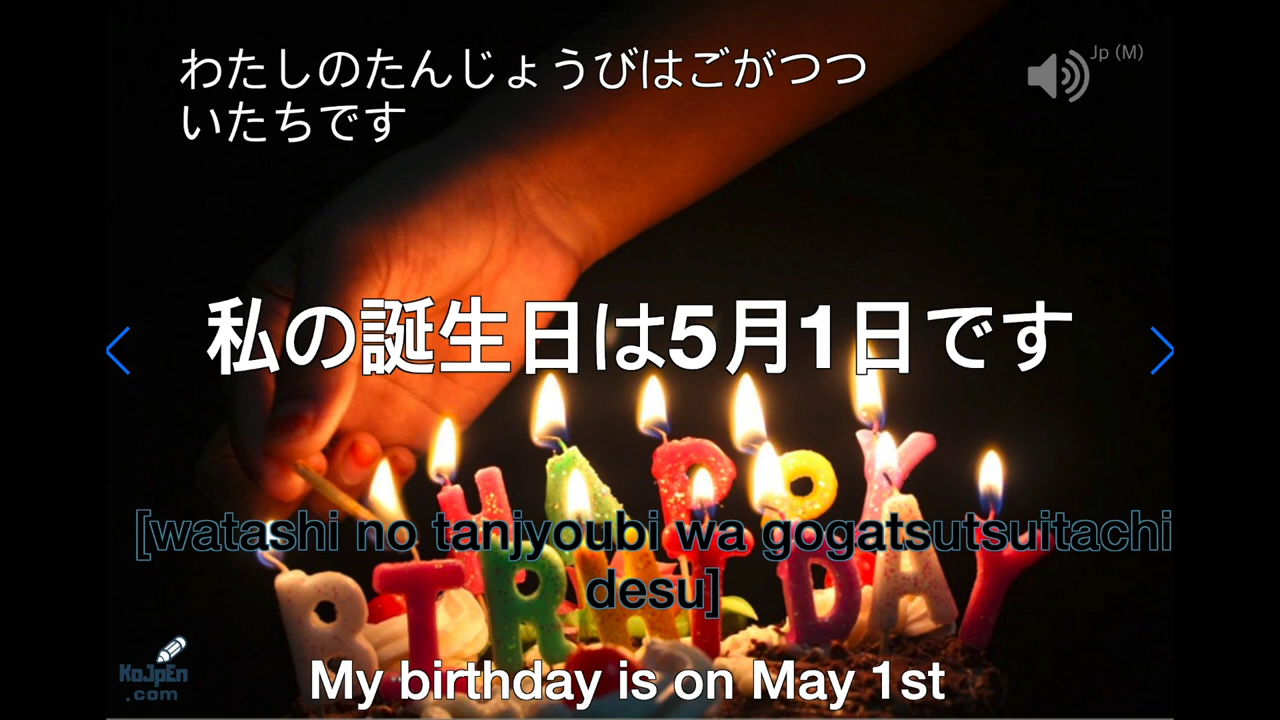 わたしのたんじょうびはごがつつ
いたちです
Jp (M)
私の誕生日は5月1日です
HAPPY
[watashi no tanjyoubi wa gogatsutsuitachi
desu]
BIRTHDAY
My birthday is on May 1st
KoJpEn
.com